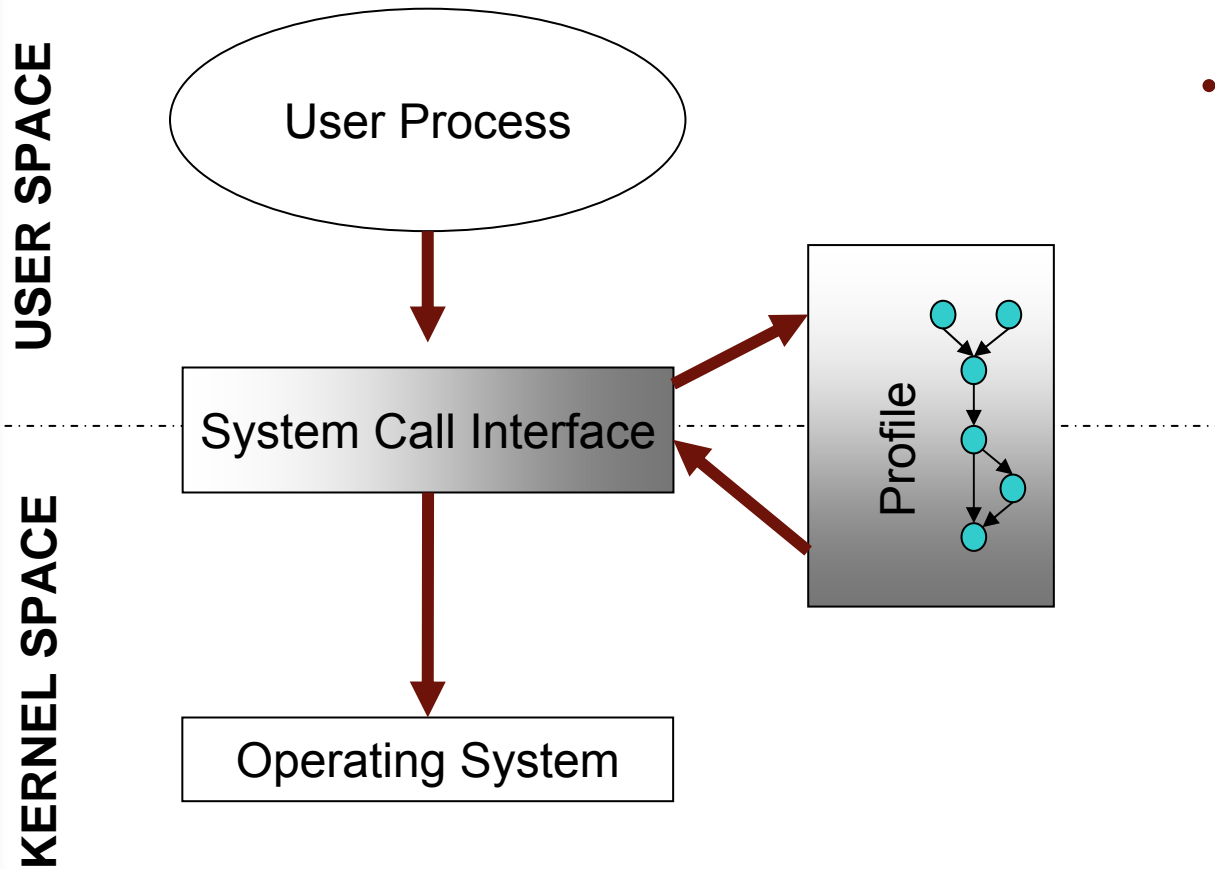 USER SPACE
User Process
System Call Interface
Profile
KERNEL SPACE
Operating System